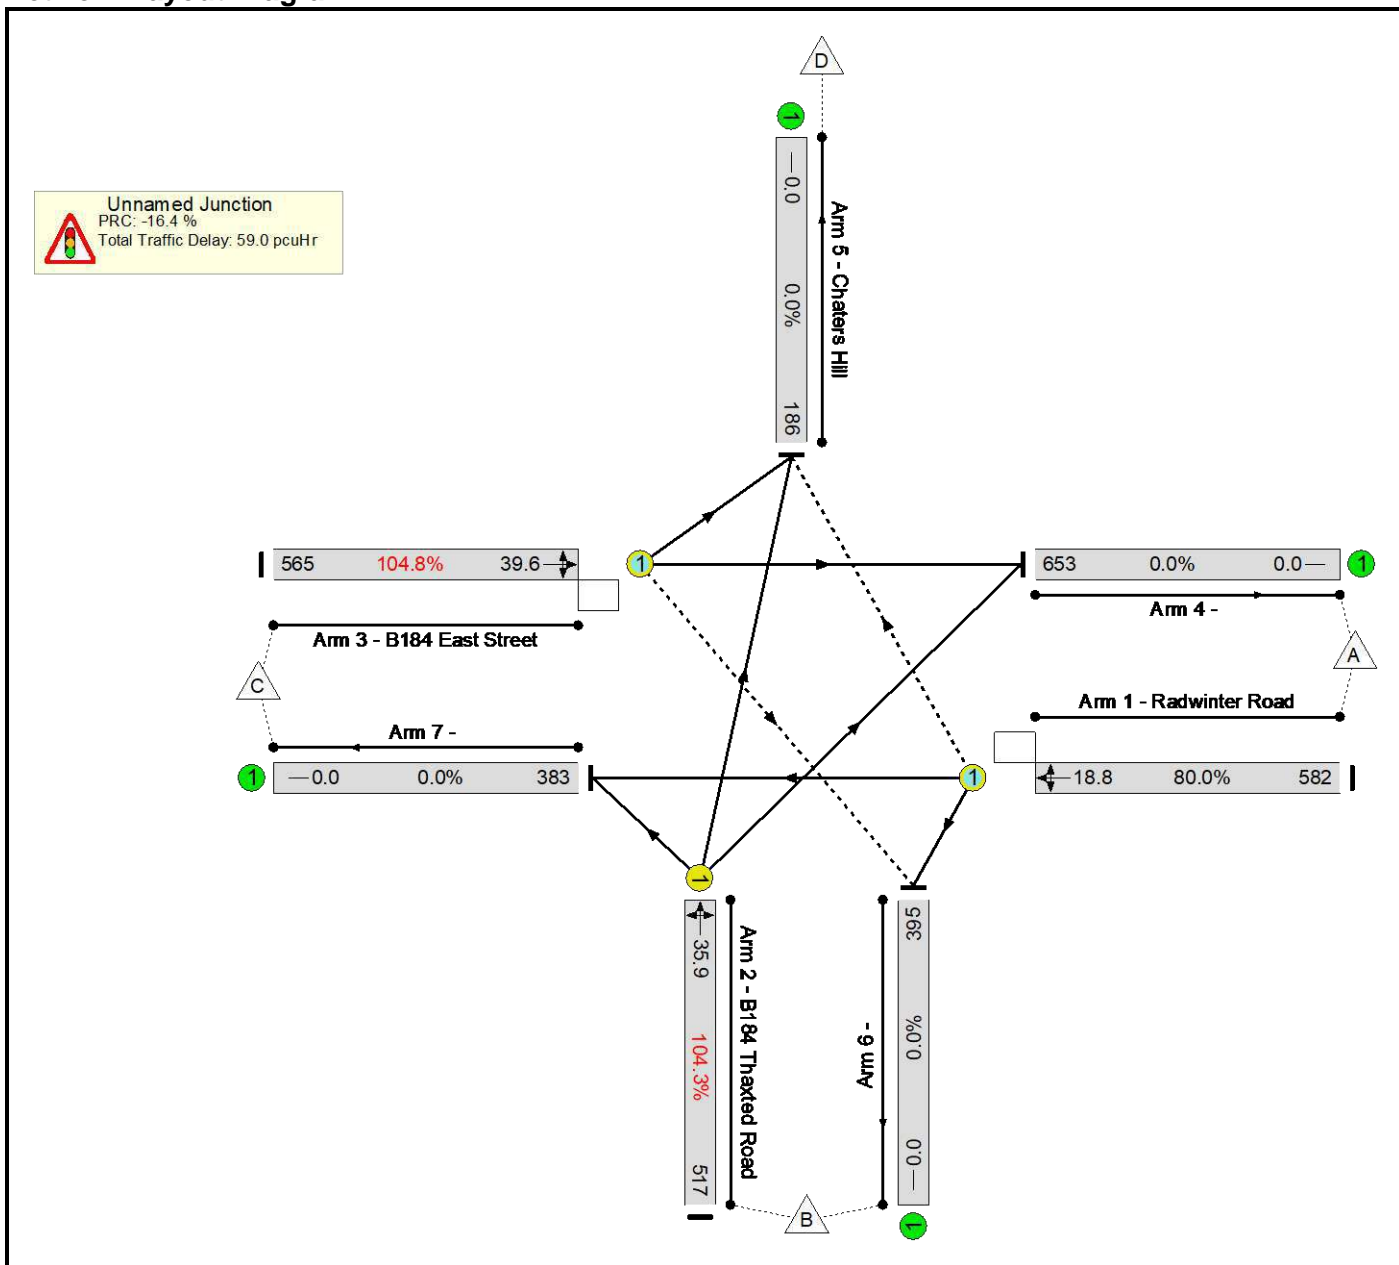 D
1
—0.0 0.0% 186
Arm 5 - Chaters Hill
Unnamed Junction
PRC: -16.4 %
Total Traffic Delay: 59.0 pcuHr
565 104.8% 39.6
1
653 0.0% 0.0—
1
Arm 3 - B184 East Street
Arm 4 -
C
A
Arm 7 -
Arm 1 - Radwinter Road
1
—0.0 0.0% 383
1
18.8 80.0% 582
1
35.9 104.3% 517
Arm 2 - B184 Thaxted Road
Arm 6 -
395 0.0% 0.0—
B
1